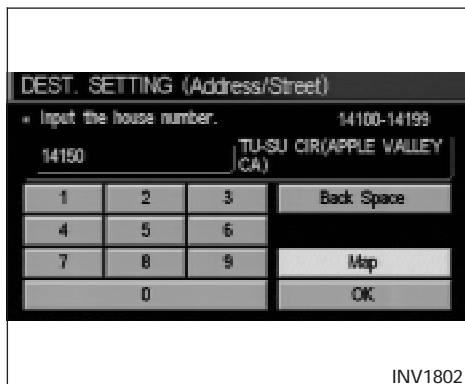 DEST. SETTING (Address/Street)
• Input the house number. 14100-14199
14150 TU-SU CIR(APPLE VALLEY
CA)
1 2 3 Back Space
4 5 6
7 8 9 Map
0 OK
INV1802